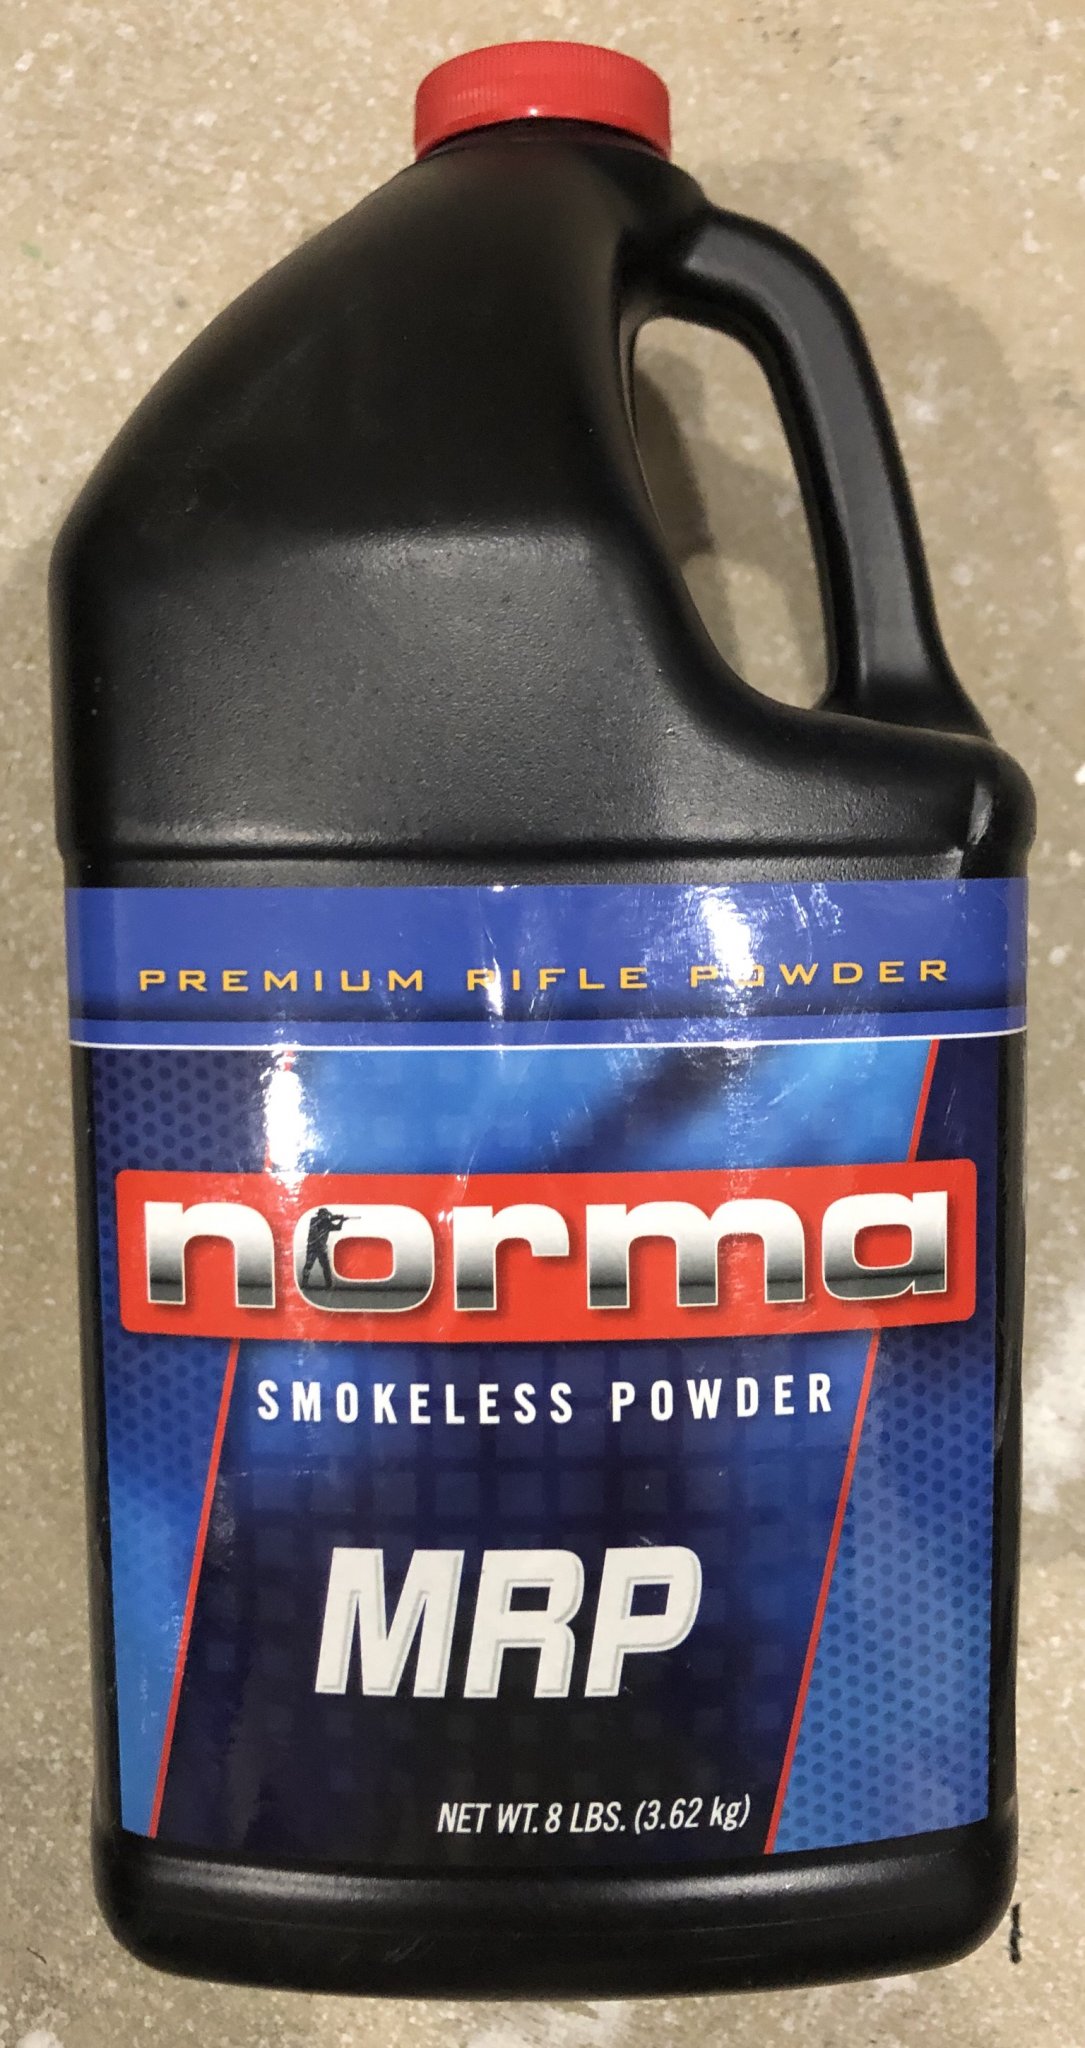 PREMIUM RIFLE POWDER
norma
SMOKELESS POWDER
MRP
NET WT. 8 LBS. (3.62 kg)